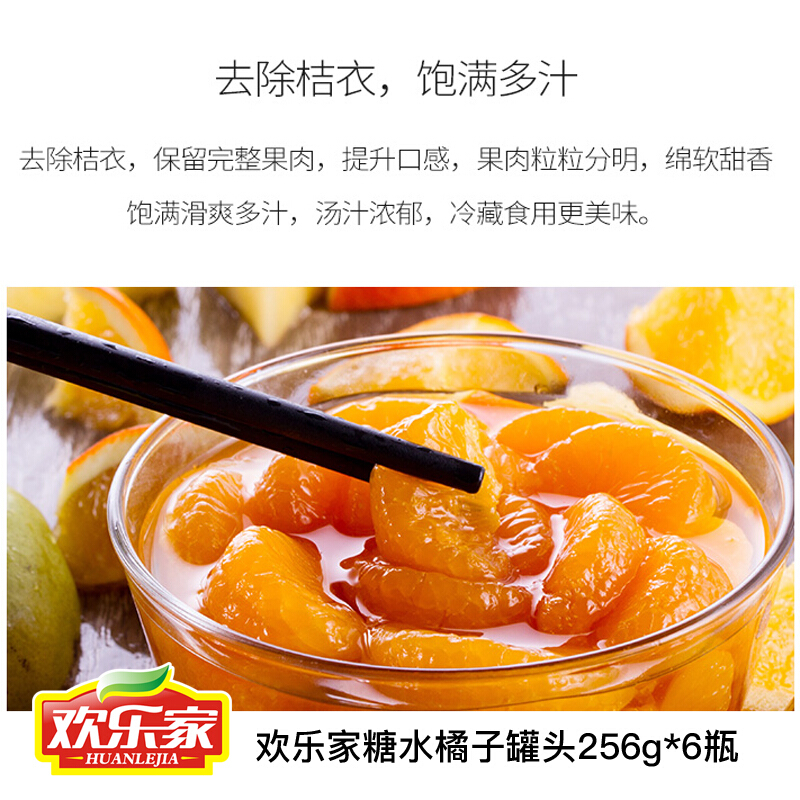 去除桔衣，饱满多汁
去除桔衣，保留完整果肉，提升口感，果肉粒粒分明，绵软甜香
饱满滑爽多汁，汤汁浓郁，冷藏食用更美味。
欢乐家
HUANLEJIA
欢乐家糖水橘子罐头256g*6瓶